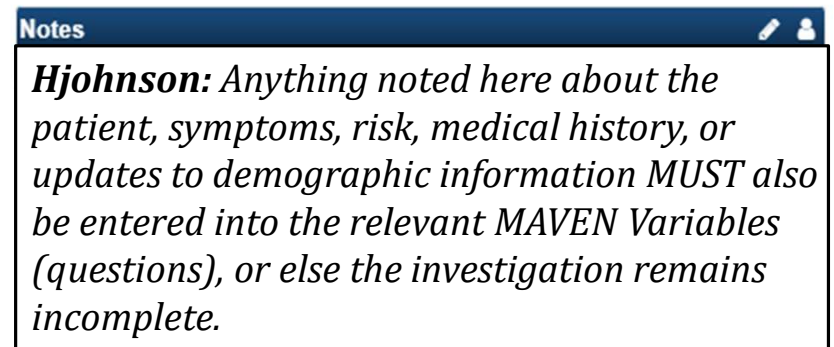 Notes
Hjohnson: Anything noted here about the
patient, symptoms, risk, medical history, or
updates to demographic information MUST also
be entered into the relevant MAVEN Variables
(questions), or else the investigation remains
incomplete.